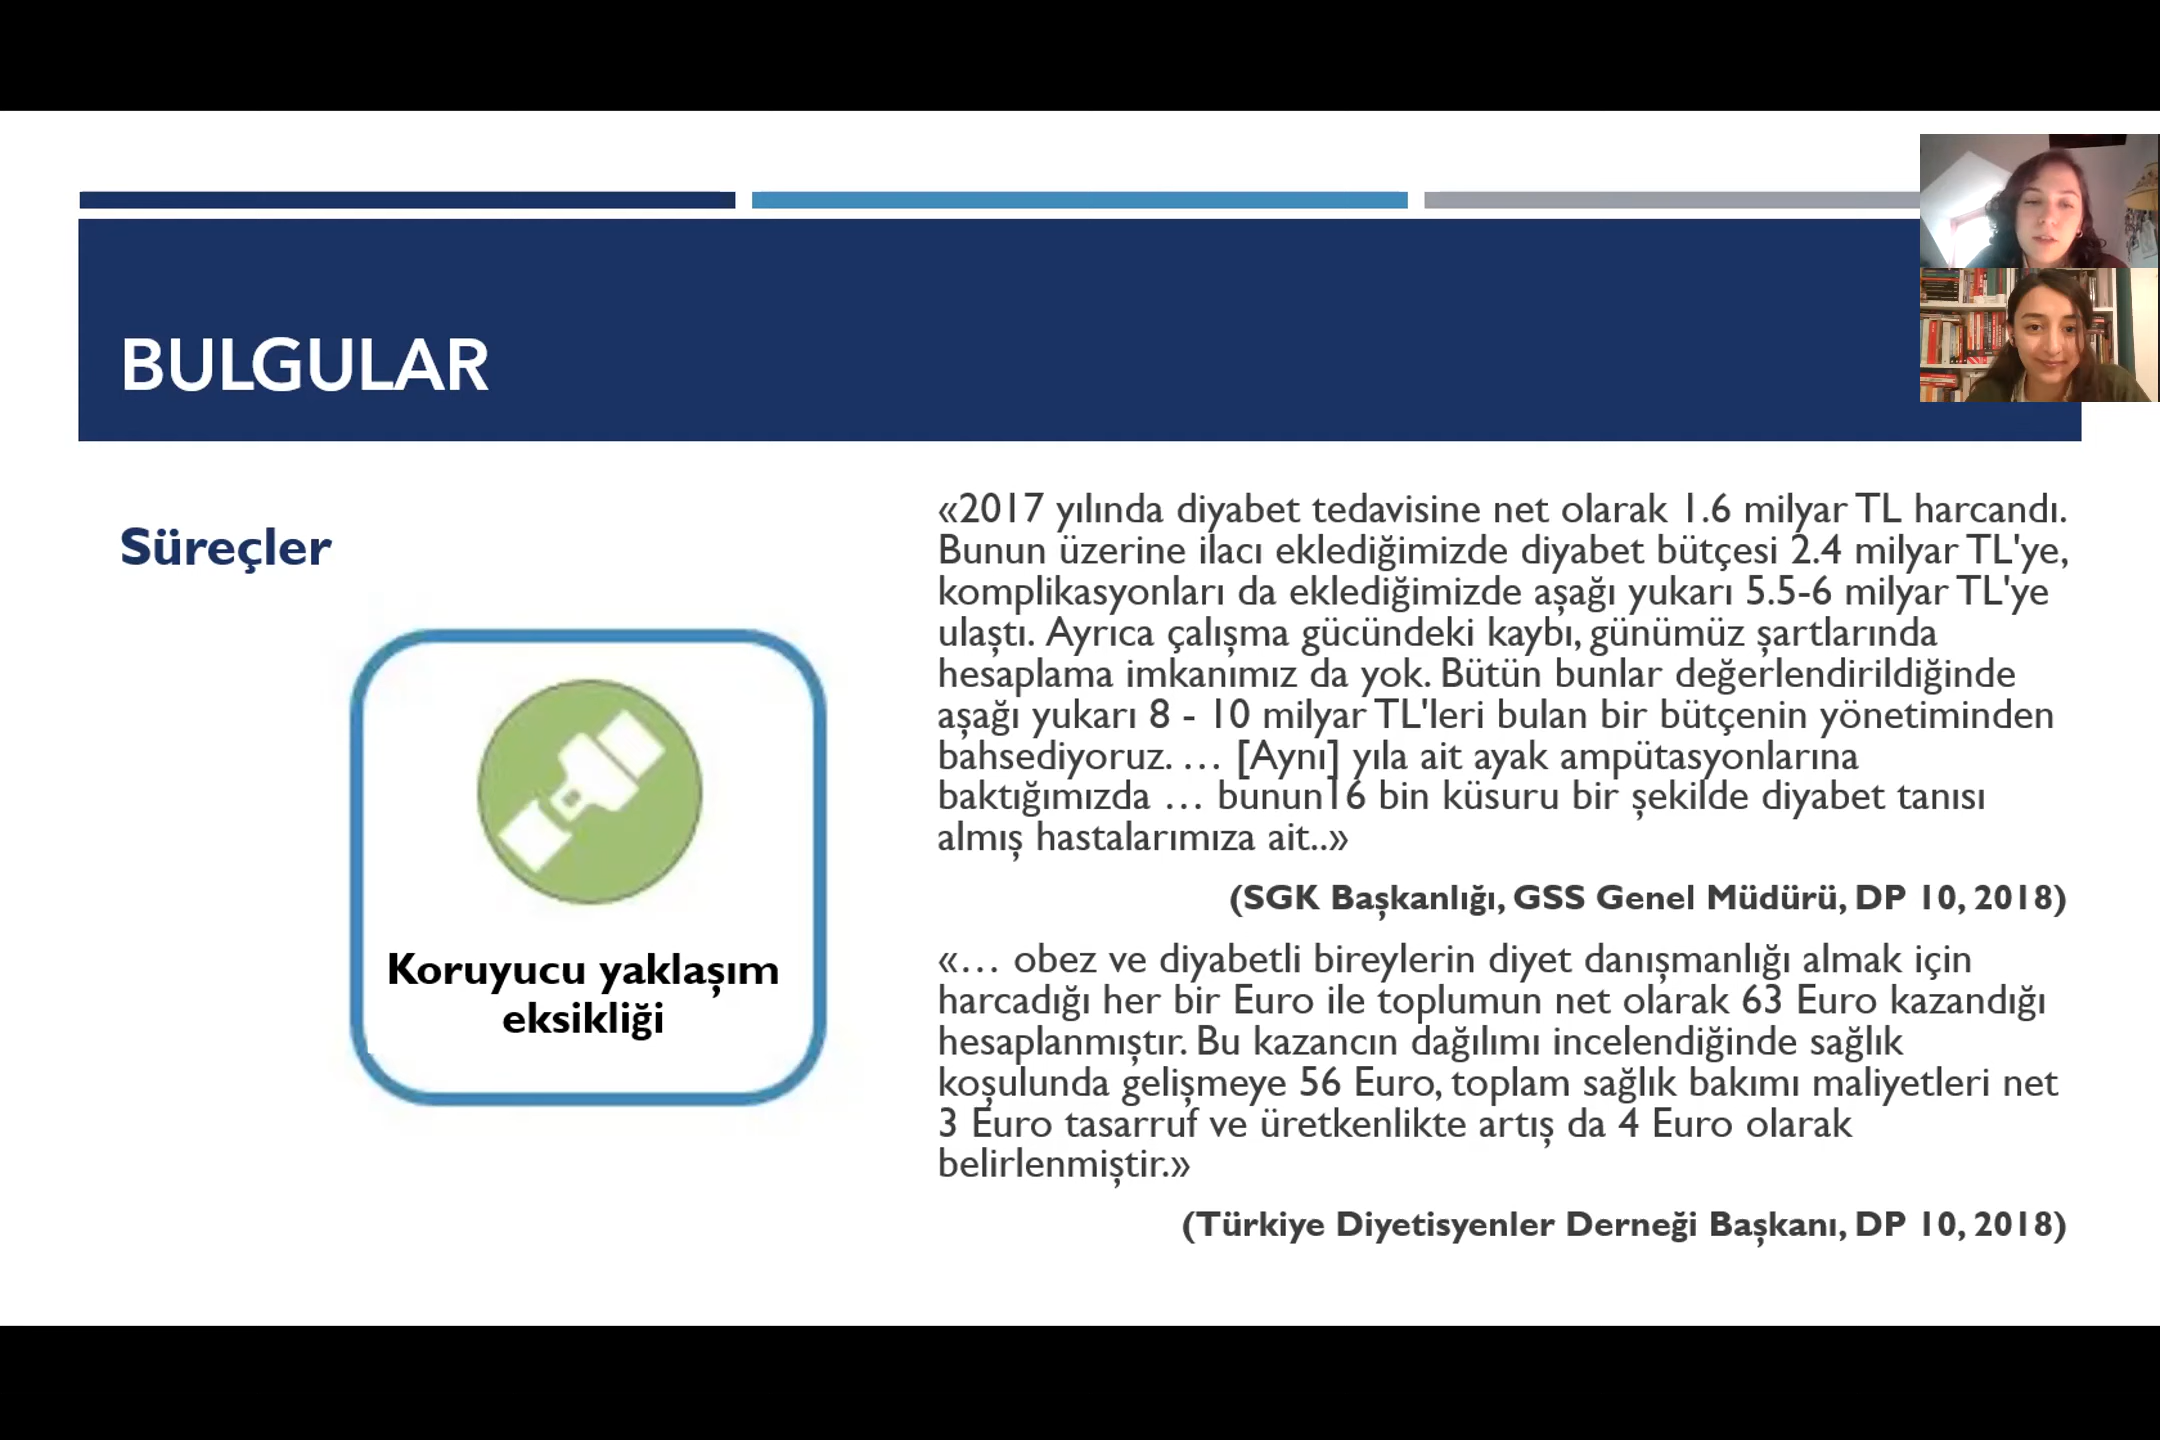 BULGULAR
Süreçler
Koruyucu yaklaşım
eksikliği
«2017 yılında diyabet tedavisine net olarak 1.6 milyar TL harcandı.
Bunun üzerine ilacı eklediğimizde diyabet bütçesi 2.4 milyar TL'ye,
komplikasyonları da eklediğimizde aşağı yukarı 5.5-6 milyar TL'ye
ulaştı. Ayrıca çalışma gücündeki kaybı, günümüz şartlarında
hesaplama imkanımız da yok. Bütün bunlar değerlendirildiğinde
aşağı yukarı 8 - 10 milyar TL'leri bulan bir bütçenin yönetiminden
bahsediyoruz. … [Aynı] yıla ait ayak ampütasyonlarına
baktığımızda … bunun16 bin küsuru bir şekilde diyabet tanısı
almış hastalarımıza ait..»
(SGK Başkanlığı, GSS Genel Müdürü, DP 10, 2018)
«… obez ve diyabetli bireylerin diyet danışmanlığı almak için
harcadığı her bir Euro ile toplumun net olarak 63 Euro kazandığı
hesaplanmıştır. Bu kazancın dağılımı incelendiğinde sağlık
koşulunda gelişmeye 56 Euro, toplam sağlık bakımı maliyetleri net
3 Euro tasarruf ve üretkenlikte artış da 4 Euro olarak
belirlenmiştir.»
(Türkiye Diyetisyenler Derneği Başkanı, DP 10, 2018)